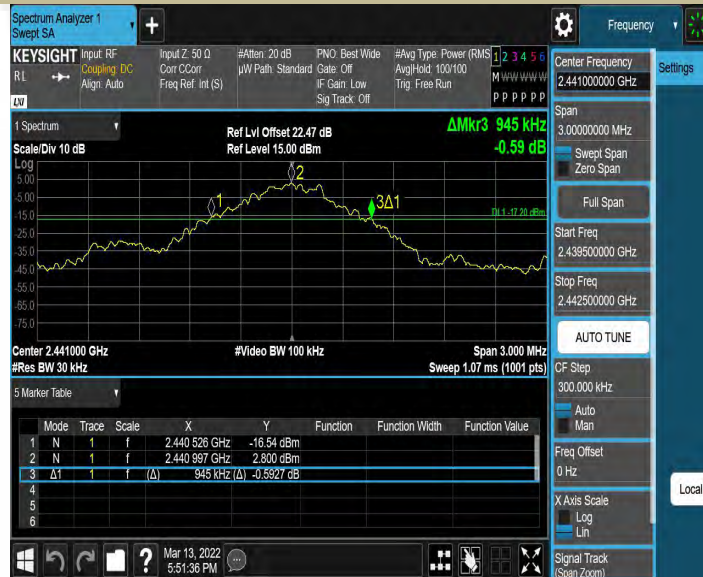 Spectrum Analyzer 1
Swept SA
+
Frequency
KEYSIGHT
RL
LXI
Input: RF
Coupling: DC
Align: Auto
Input Z: 50 Ω
Corr CCorr
Freq Ref: Int (S)
#Atten: 20 dB
µW Path: Standard
PNO: Best Wide
Gate: Off
IF Gain: Low
Sig Track: Off
#Avg Type: Power (RMS
Avg|Hold: 100/100
Trig: Free Run
1 2 3 4 5 6
M W W W W W
P P P P P P
Center Frequency
2.441000000 GHz
Settings
Span
3.00000000 MHz
Swept Span
Zero Span
Full Span
Start Freq
2.439500000 GHz
Stop Freq
2.442500000 GHz
AUTO TUNE
CF Step
300.000 kHz
Auto
Man
Freq Offset
0 Hz
X Axis Scale
Log
Lin
Signal Track
(Span Zoom)
Local
1 Spectrum
Scale/Div 10 dB
Ref Lvl Offset 22.47 dB
Ref Level 15.00 dBm
ΔMkr3 945 kHz
-0.59 dB
Log
5.00
-5.00
-15.0
-25.0
-35.0
-45.0
-55.0
-65.0
-75.0
1
2
3Δ1
DL1 -17.20 dBm
Center 2.441000 GHz
#Video BW 100 kHz
Span 3.000 MHz
#Res BW 30 kHz
Sweep 1.07 ms (1001 pts)
5 Marker Table
Mode Trace Scale X Y Function Function Width Function Value
1 N 1 f 2.440 526 GHz -16.54 dBm
2 N 1 f 2.440 997 GHz 2.800 dBm
3 Δ1 1 f (Δ) 945 kHz (Δ) -0.5927 dB
4
5
6
?
Mar 13, 2022
5:51:36 PM